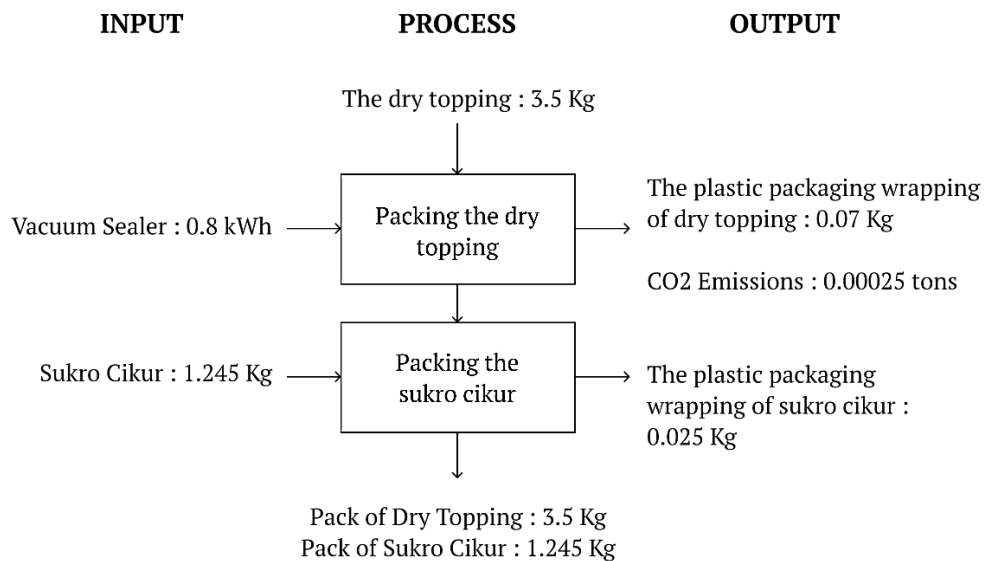 INPUT
PROCESS
OUTPUT
The dry topping : 3.5 Kg
Vacuum Sealer : 0.8 kWh
Packing the dry
topping
The plastic packaging wrapping
of dry topping : 0.07 Kg
CO2 Emissions : 0.00025 tons
Sukro Cikur : 1.245 Kg
Packing the
sukro cikur
The plastic packaging
wrapping of sukro cikur :
0.025 Kg
Pack of Dry Topping : 3.5 Kg
Pack of Sukro Cikur : 1.245 Kg